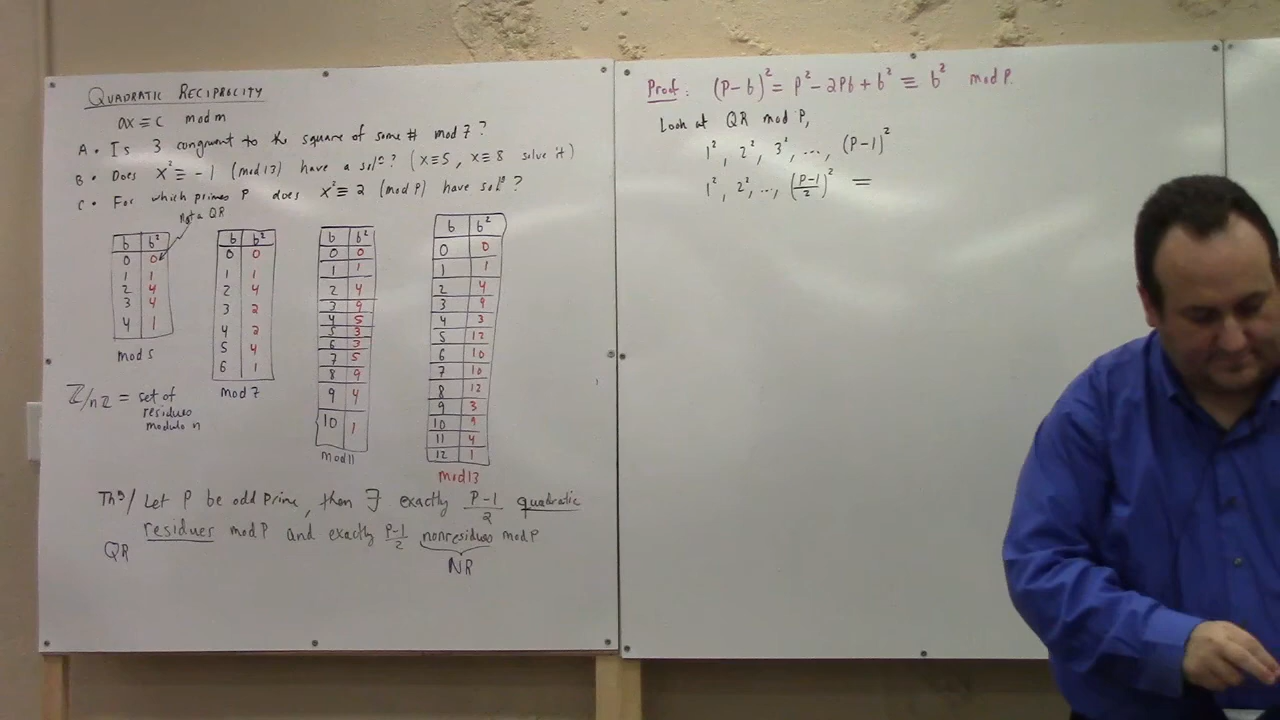 QUADRATIC RECIPROCITY
ax ≡ c mod m
A • Is 3 congruent to the square of some # mod 7?
B • Does x² ≡ -1 (mod 13) have a solⁿ? (x≡5, x≡8 solve it)
C • For which primes P does x² ≡ 2 (mod P) have solⁿ?
not a QR
b b²
0 0
1 1
2 4
3 4
4 1
mod 5
b b²
0 0
1 1
2 4
3 2
4 2
5 4
6 1
mod 7
b b²
0 0
1 1
2 4
3 9
4 5
5 3
6 3
7 5
8 9
9 4
10 1
mod 11
b b²
0 0
1 1
2 4
3 9
4 3
5 12
6 10
7 10
8 12
9 3
10 9
11 4
12 1
mod 13
ℤ/nℤ = set of
residues
modulo n
Thᵐ/ Let P be odd prime, then ∃ exactly (P-1)/2 quadratic
residues mod P and exactly (P-1)/2 nonresidues mod P
QR
NR
Proof: (P-b)² = P² - 2Pb + b² ≡ b² mod P.
Look at QR mod P,
1², 2², 3², ..., (P-1)²
1², 2², ..., ((P-1)/2)² =